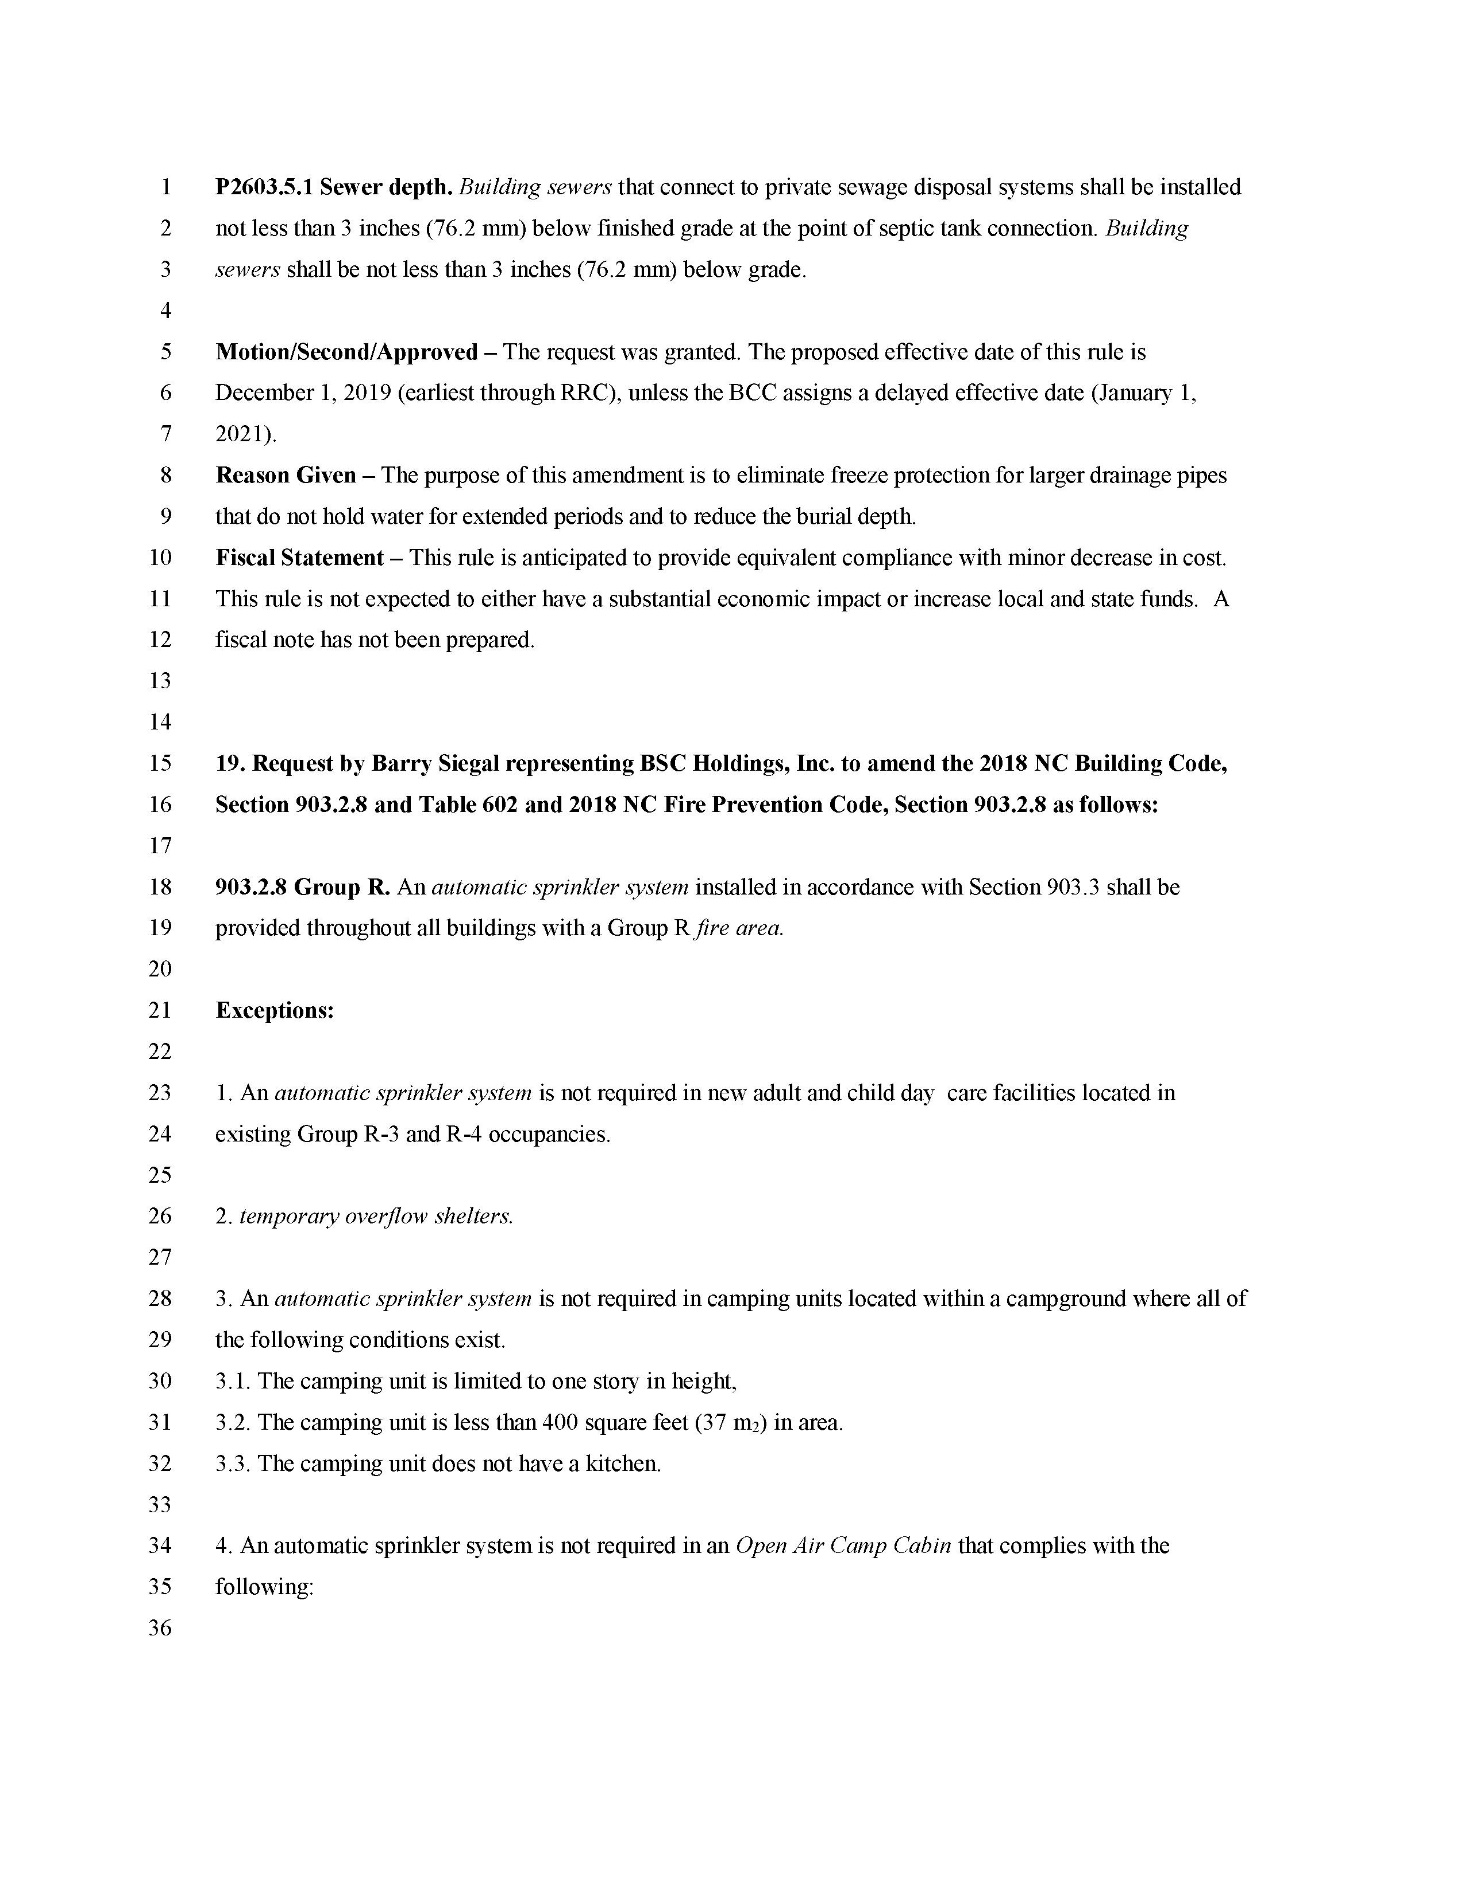 1 P2603.5.1 Sewer depth. Building sewers that connect to private sewage disposal systems shall be installed
2 not less than 3 inches (76.2 mm) below finished grade at the point of septic tank connection. Building
3 sewers shall be not less than 3 inches (76.2 mm) below grade.
4
5 Motion/Second/Approved – The request was granted. The proposed effective date of this rule is
6 December 1, 2019 (earliest through RRC), unless the BCC assigns a delayed effective date (January 1,
7 2021).
8 Reason Given – The purpose of this amendment is to eliminate freeze protection for larger drainage pipes
9 that do not hold water for extended periods and to reduce the burial depth.
10 Fiscal Statement – This rule is anticipated to provide equivalent compliance with minor decrease in cost.
11 This rule is not expected to either have a substantial economic impact or increase local and state funds.  A
12 fiscal note has not been prepared.
13
14
15 19. Request by Barry Siegal representing BSC Holdings, Inc. to amend the 2018 NC Building Code,
16 Section 903.2.8 and Table 602 and 2018 NC Fire Prevention Code, Section 903.2.8 as follows:
17
18 903.2.8 Group R. An automatic sprinkler system installed in accordance with Section 903.3 shall be
19 provided throughout all buildings with a Group R fire area.
20
21 Exceptions:
22
23 1. An automatic sprinkler system is not required in new adult and child day  care facilities located in
24 existing Group R-3 and R-4 occupancies.
25
26 2. temporary overflow shelters.
27
28 3. An automatic sprinkler system is not required in camping units located within a campground where all of
29 the following conditions exist.
30 3.1. The camping unit is limited to one story in height,
31 3.2. The camping unit is less than 400 square feet (37 m2) in area.
32 3.3. The camping unit does not have a kitchen.
33
34 4. An automatic sprinkler system is not required in an Open Air Camp Cabin that complies with the
35 following:
36